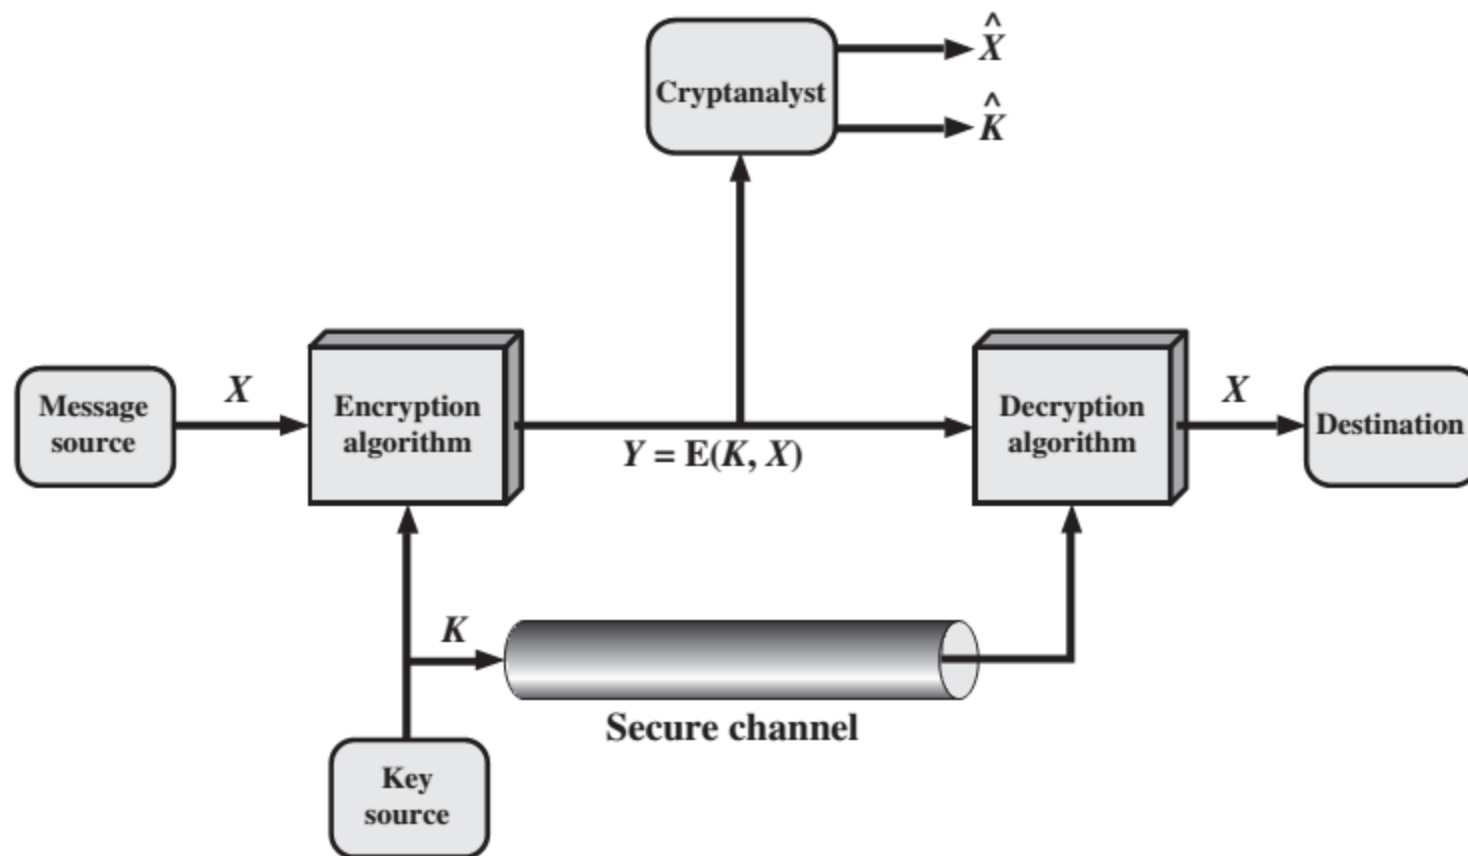 X̂
Cryptanalyst
K̂
Message
source
X
Encryption
algorithm
Y = E(K, X)
Decryption
algorithm
X
Destination
K
Secure channel
Key
source